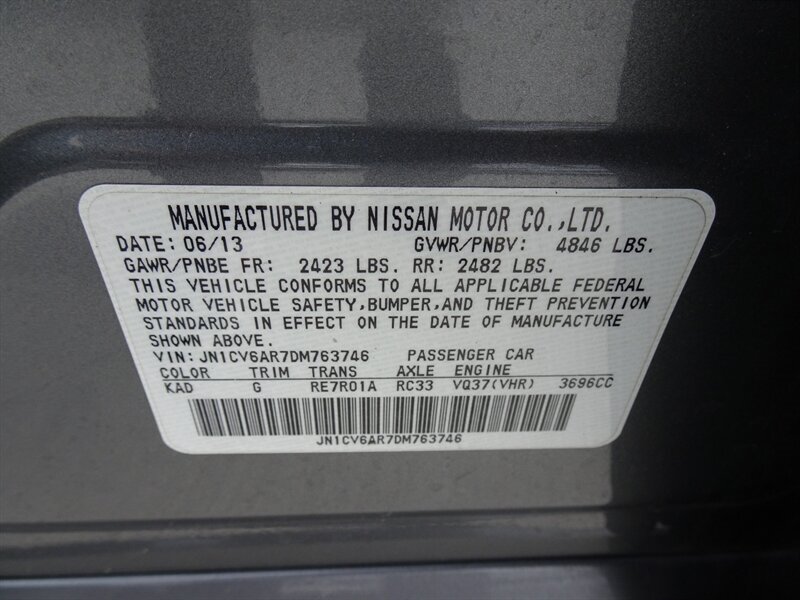 MANUFACTURED BY NISSAN MOTOR CO.,LTD.
DATE: 06/13 GVWR/PNBV: 4846 LBS.
GAWR/PNBE FR: 2423 LBS. RR: 2482 LBS.
THIS VEHICLE CONFORMS TO ALL APPLICABLE FEDERAL
MOTOR VEHICLE SAFETY,BUMPER,AND THEFT PREVENTION
STANDARDS IN EFFECT ON THE DATE OF MANUFACTURE
SHOWN ABOVE.
VIN: JN1CV6AR7DM763746 PASSENGER CAR
COLOR TRIM TRANS AXLE ENGINE
KAD G RE7R01A RC33 VQ37(VHR) 3696CC
JN1CV6AR7DM763746